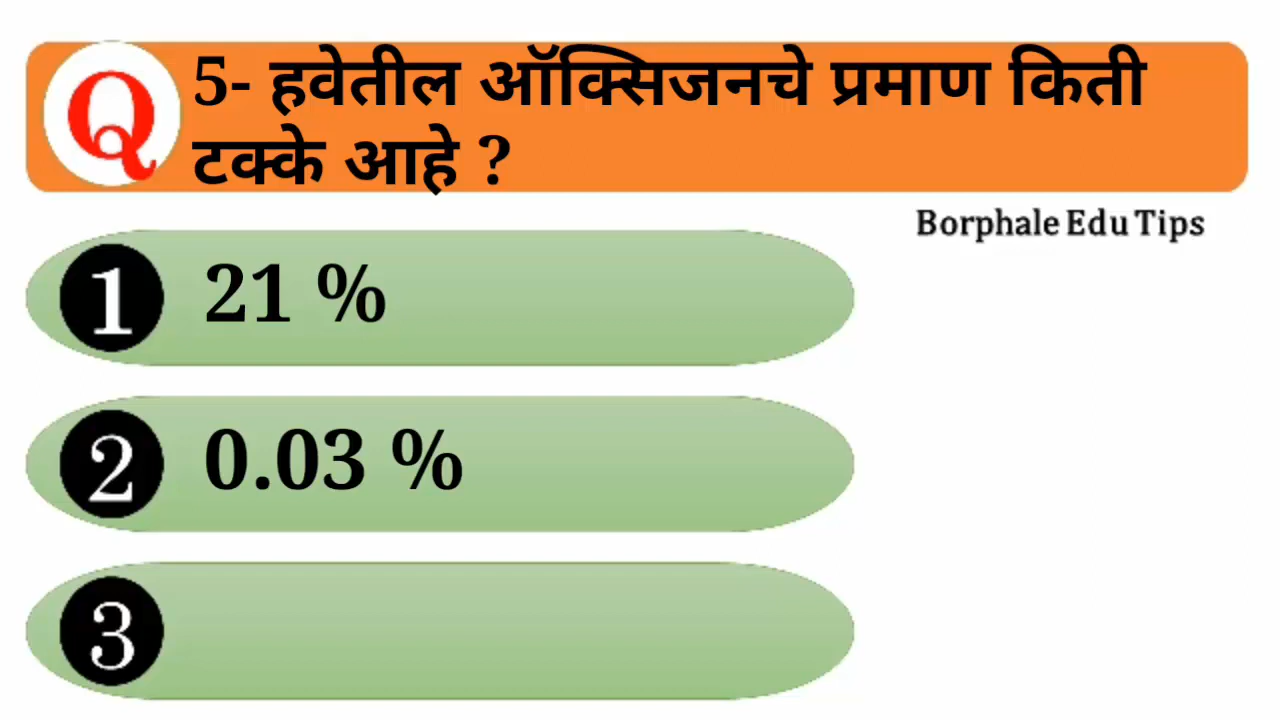 Q 5- हवेतील ऑक्सिजनचे प्रमाण किती
टक्के आहे ?
Borphale Edu Tips
1 21 %
2 0.03 %
3